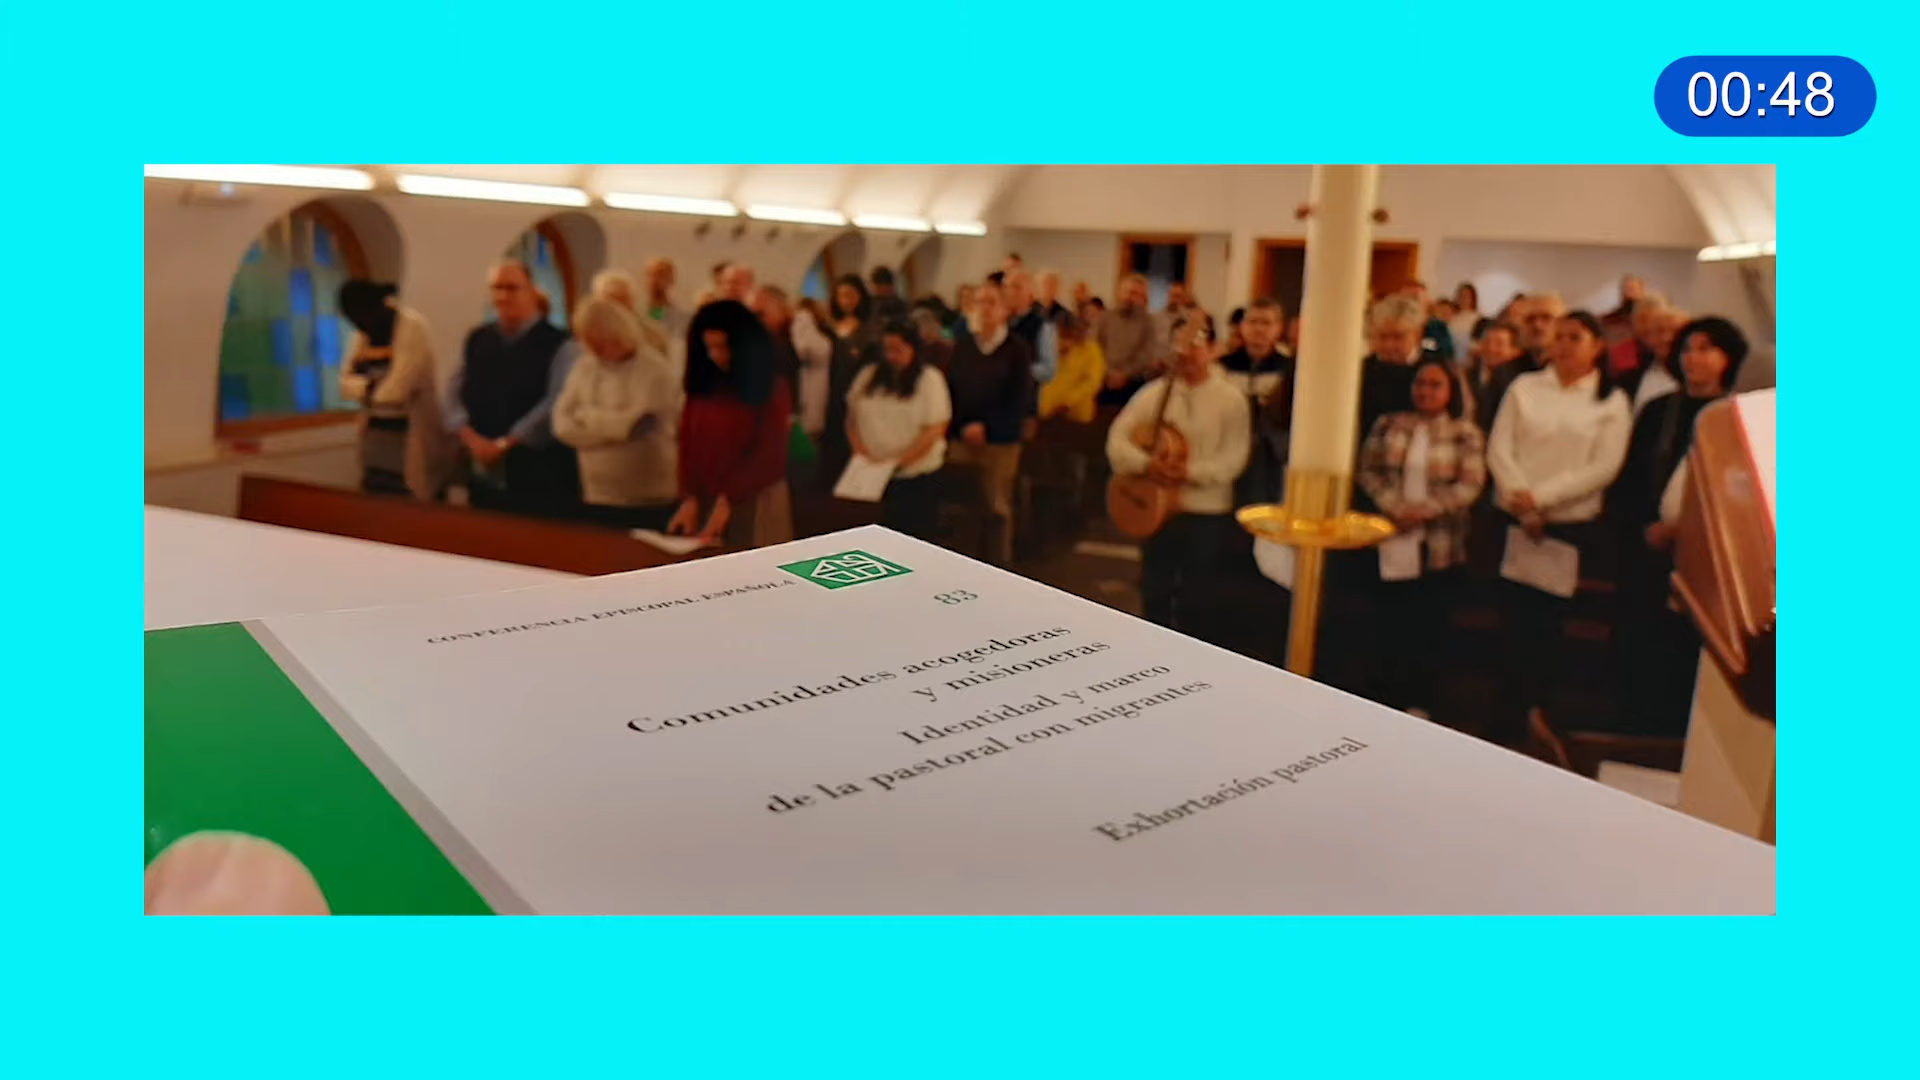 00:48
CONFERENCIA EPISCOPAL ESPAÑOLA
83
Comunidades acogedoras
y misioneras
Identidad y marco
de la pastoral con migrantes
Exhortación pastoral